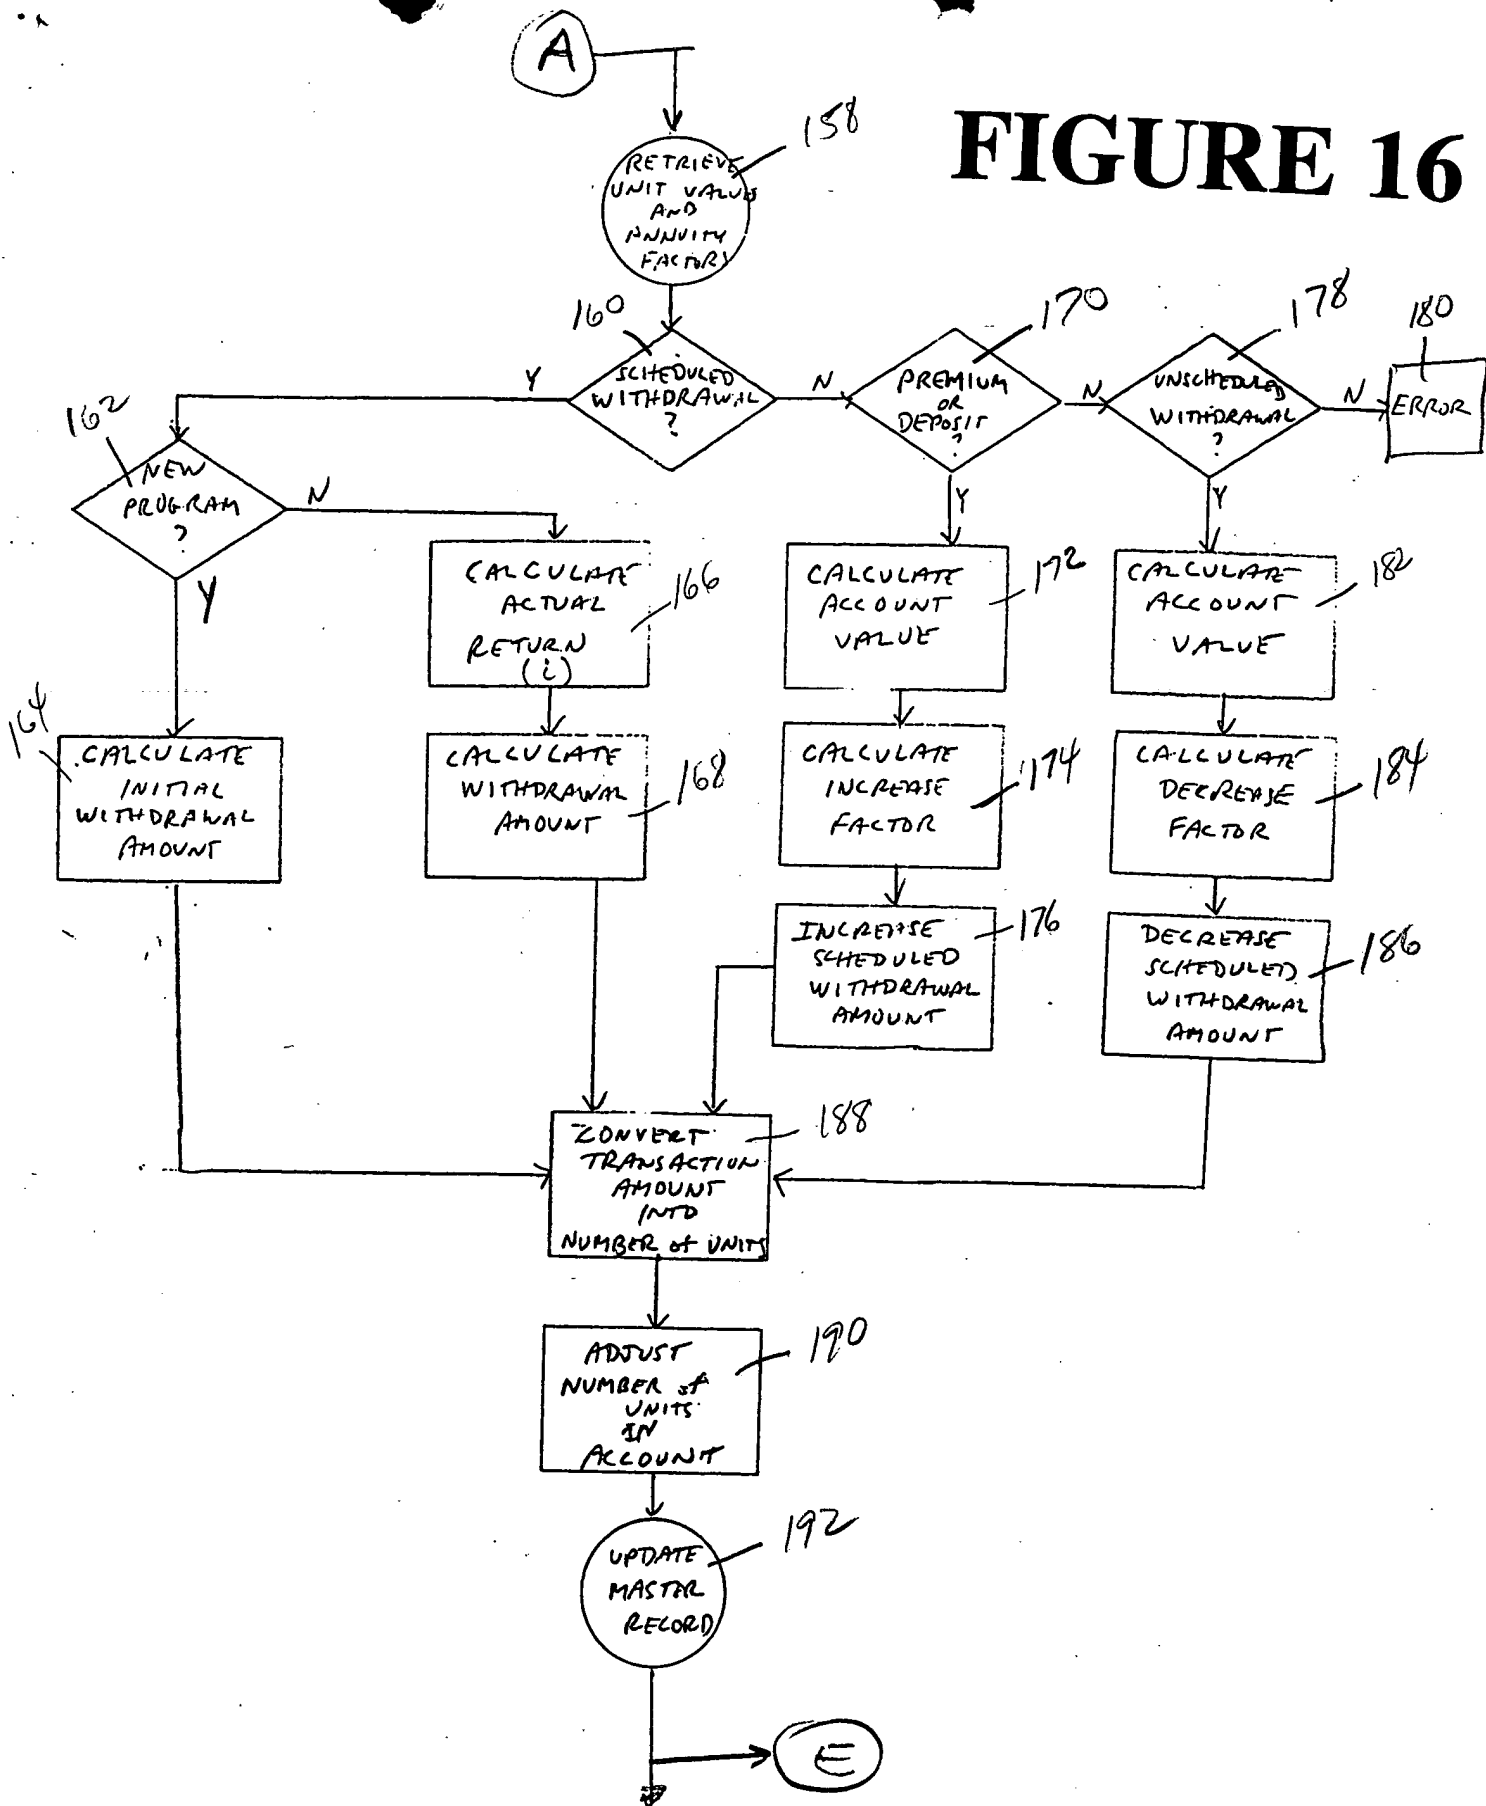 A
FIGURE 16
158
RETRIEVE
UNIT VALUES
AND
ANNUITY
FACTORS
160
SCHEDULED
WITHDRAWAL
?
Y
N
170
PREMIUM
OR
DEPOSIT
?
N
Y
178
UNSCHEDULED
WITHDRAWAL
?
N
Y
180
ERROR
162
NEW
PROGRAM
?
N
Y
CALCULATE
ACTUAL
RETURN
(i)
166
CALCULATE
ACCOUNT
VALUE
172
CALCULATE
ACCOUNT
VALUE
182
164
CALCULATE
INITIAL
WITHDRAWAL
AMOUNT
CALCULATE
WITHDRAWAL
AMOUNT
168
CALCULATE
INCREASE
FACTOR
174
CALCULATE
DECREASE
FACTOR
184
INCREASE
SCHEDULED
WITHDRAWAL
AMOUNT
176
DECREASE
SCHEDULED
WITHDRAWAL
AMOUNT
186
CONVERT
TRANSACTION
AMOUNT
INTO
NUMBER of UNITS
188
ADJUST
NUMBER of
UNITS
IN
ACCOUNT
190
UPDATE
MASTER
RECORD
192
E